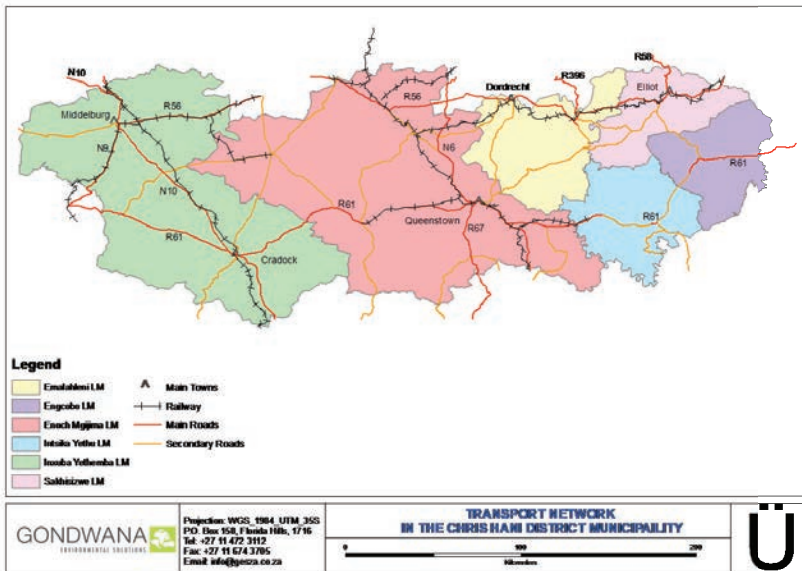 N10
R58
R396
Dordrecht
Elliot
R56
R56
Middelburg
N6
N9
R61
N10
R61
R61
Queenstown
R67
R61
Cradock
Legend
Emalahleni LM
Engcobo LM
Enoch Mgijima LM
Intsika Yethu LM
Inxuba Yethemba LM
Sakhisizwe LM
Main Towns
Railway
Main Roads
Secondary Roads
GONDWANA
ENVIRONMENTAL SOLUTIONS
Projection: WGS_1984_UTM_35S
P.O. Box 158, Florida Hills, 1716
Tel: +27 11 472 3112
Fax: +27 11 674 3705
Email: info@gesza.co.za
TRANSPORT NETWORK
IN THE CHRIS HANI DISTRICT MUNICIPAILITY
0 100 200
Kilometers
Ü